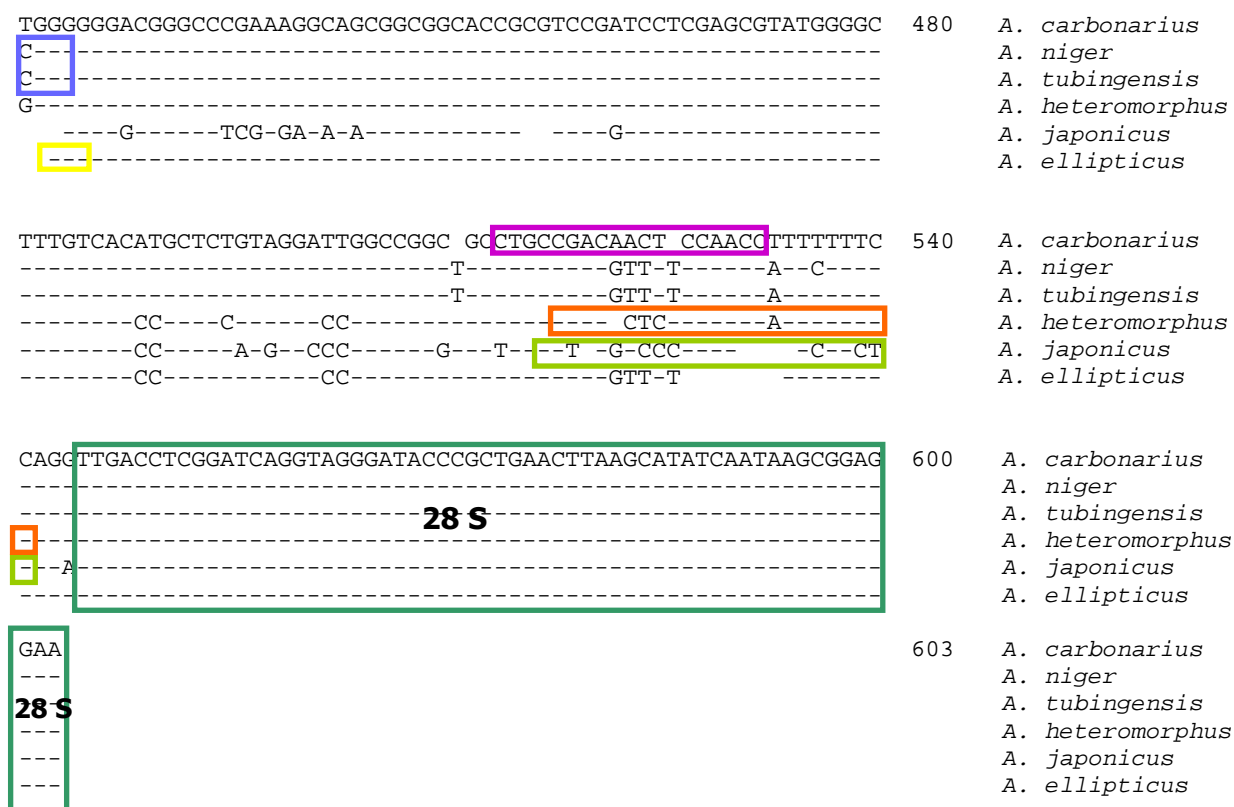 TGGGGGGACGGGCCCGAAAGGCAGCGGCGGCACCGCGTCCGATCCTCGAGCGTATGGGGC 480 A. carbonarius
C----------------------------------------------------------- A. niger
C----------------------------------------------------------- A. tubingensis
G----------------------------------------------------------- A. heteromorphus
----G------TCG-GA-A-A-----------  ----G------------------ A. japonicus
---------------------------------------------------------- A. ellipticus
TTTGTCACATGCTCTGTAGGATTGGCCGGC GCCTGCCGACAACT CCAACCTTTTTTTC 540 A. carbonarius
------------------------------T----------GTT-T------A--C---- A. niger
------------------------------T----------GTT-T------A------- A. tubingensis
--------CC----C------CC------------------ CTC-------A------- A. heteromorphus
--------CC-----A-G--CCC------G---T----T -G-CCC----    -C--CT A. japonicus
--------CC-----------CC------------------GTT-T       ------- A. ellipticus
CAGGTTGACCTCGGATCAGGTAGGGATACCCGCTGAACTTAAGCATATCAATAAGCGGAG 600 A. carbonarius
------------------------------------------------------------ A. niger
------------------------------------------------------------ A. tubingensis
28 S
------------------------------------------------------------ A. heteromorphus
---A-------------------------------------------------------- A. japonicus
------------------------------------------------------------ A. ellipticus
GAA 603 A. carbonarius
--- A. niger
--- A. tubingensis
28 S
--- A. heteromorphus
--- A. japonicus
--- A. ellipticus